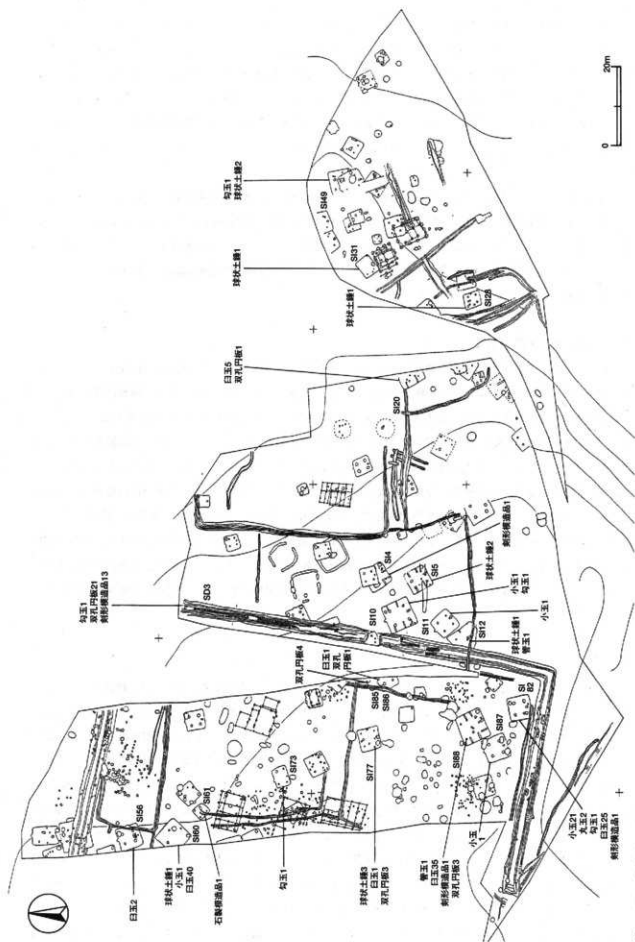 20m
0
勾玉1
球状土錘2
SI49
球状土錘1
SI31
球状土錘1
SI28
臼玉5
双孔円板1
SI20
勾玉1
双孔円板21
剣形模造品13
SD3
SI4
剣形模造品1
SI5
球状土錘2
SI10
小玉1
勾玉1
SI11
小玉1
SI12
球状土錘1
管玉1
双孔円板4
臼玉1
双孔円板1
SI85
SI86
SI
82
SI87
小玉21
丸玉2
勾玉1
臼玉25
剣形模造品1
SI88
小玉
1
管玉1
臼玉35
剣形模造品1
双孔円板3
SI77
球状土錘3
臼玉1
双孔円板3
SI73
勾玉1
SI61
石製模造品1
SI60
球状土錘1
小玉1
臼玉40
SI56
臼玉2